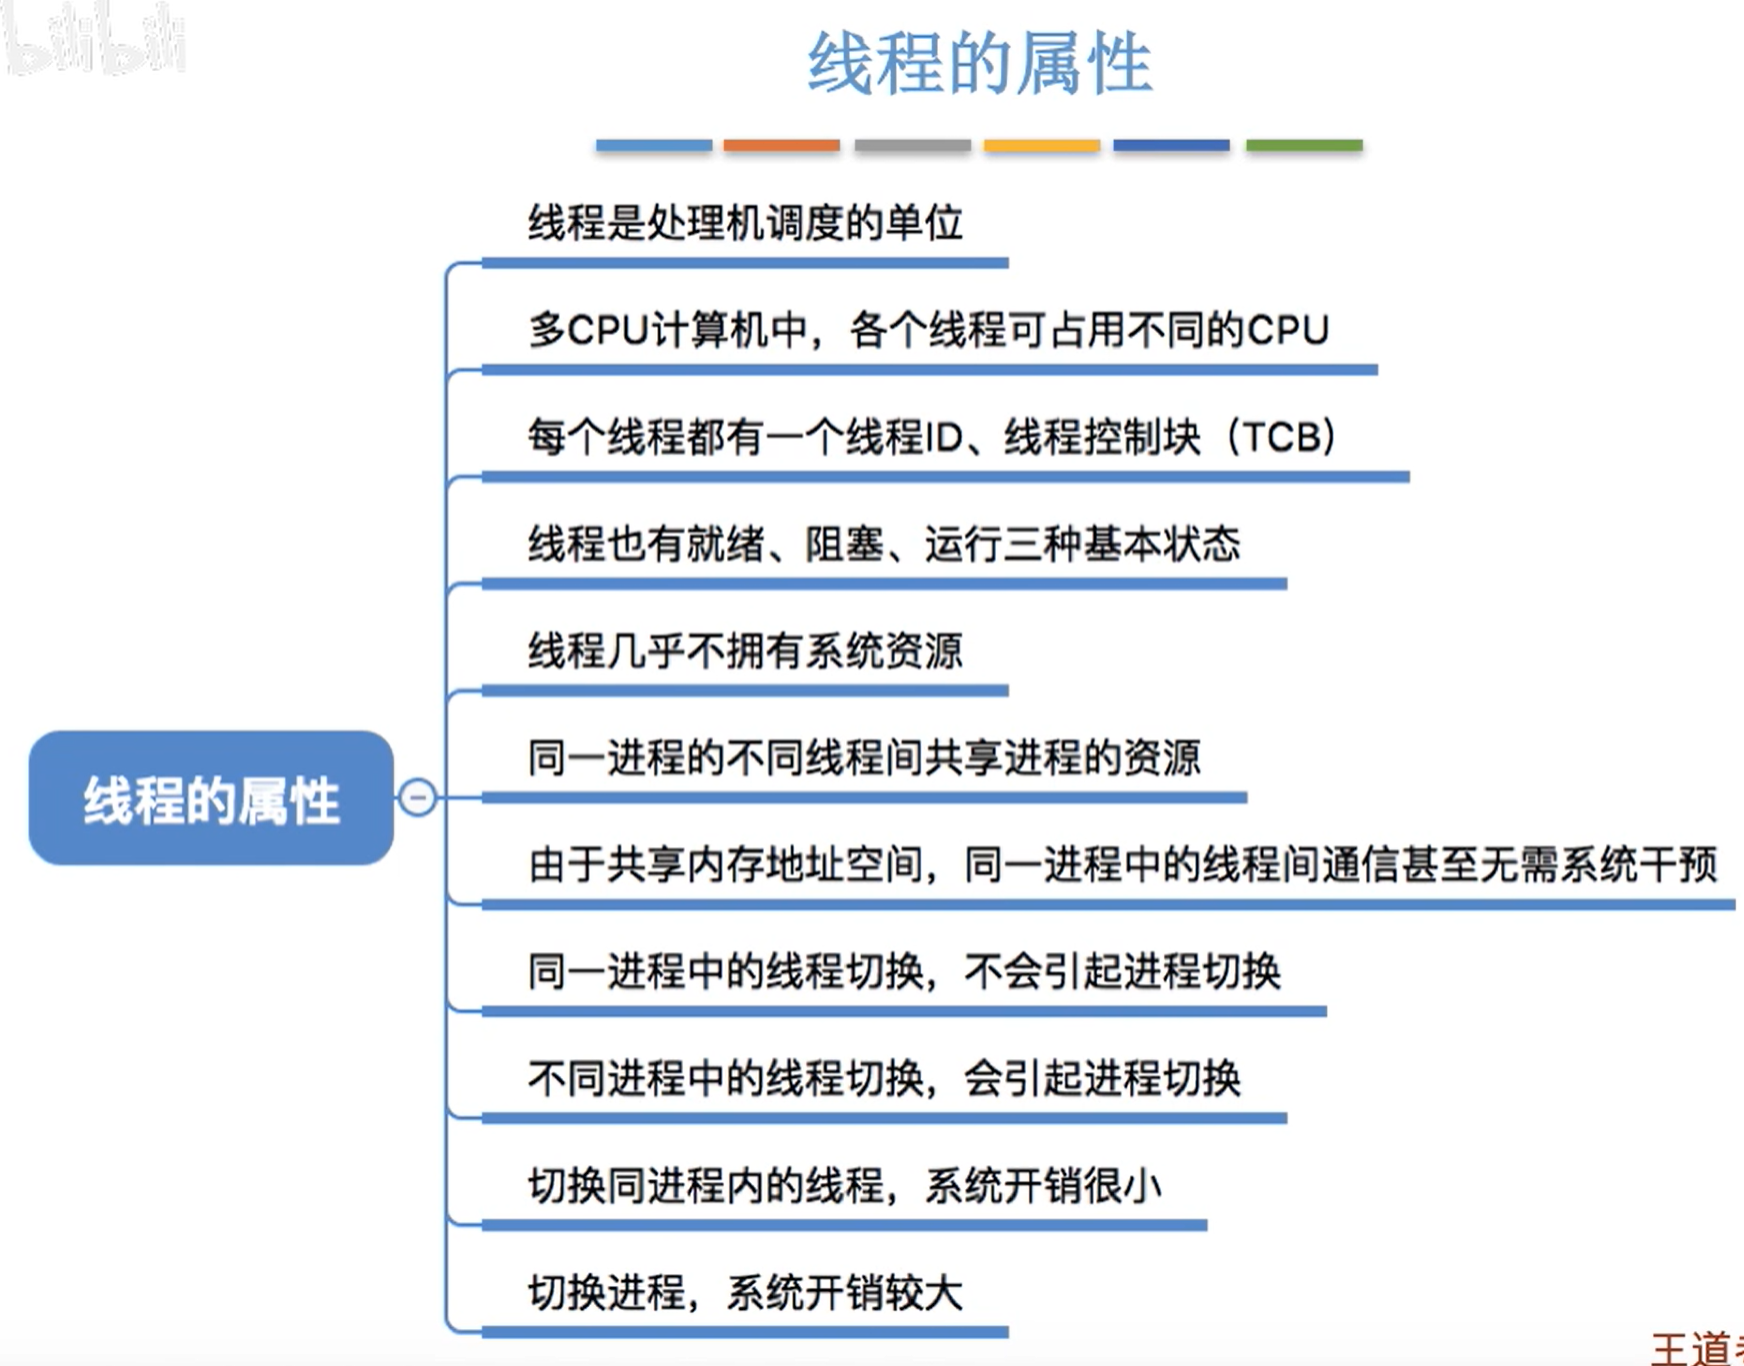 bilibili
线程的属性
线程是处理机调度的单位
多CPU计算机中，各个线程可占用不同的CPU
每个线程都有一个线程ID、线程控制块（TCB）
线程也有就绪、阻塞、运行三种基本状态
线程几乎不拥有系统资源
同一进程的不同线程间共享进程的资源
线程的属性
由于共享内存地址空间，同一进程中的线程间通信甚至无需系统干预
同一进程中的线程切换，不会引起进程切换
不同进程中的线程切换，会引起进程切换
切换同进程内的线程，系统开销很小
切换进程，系统开销较大
王道